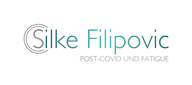 Silke Filipovic
POST-COVID UND FATIGUE